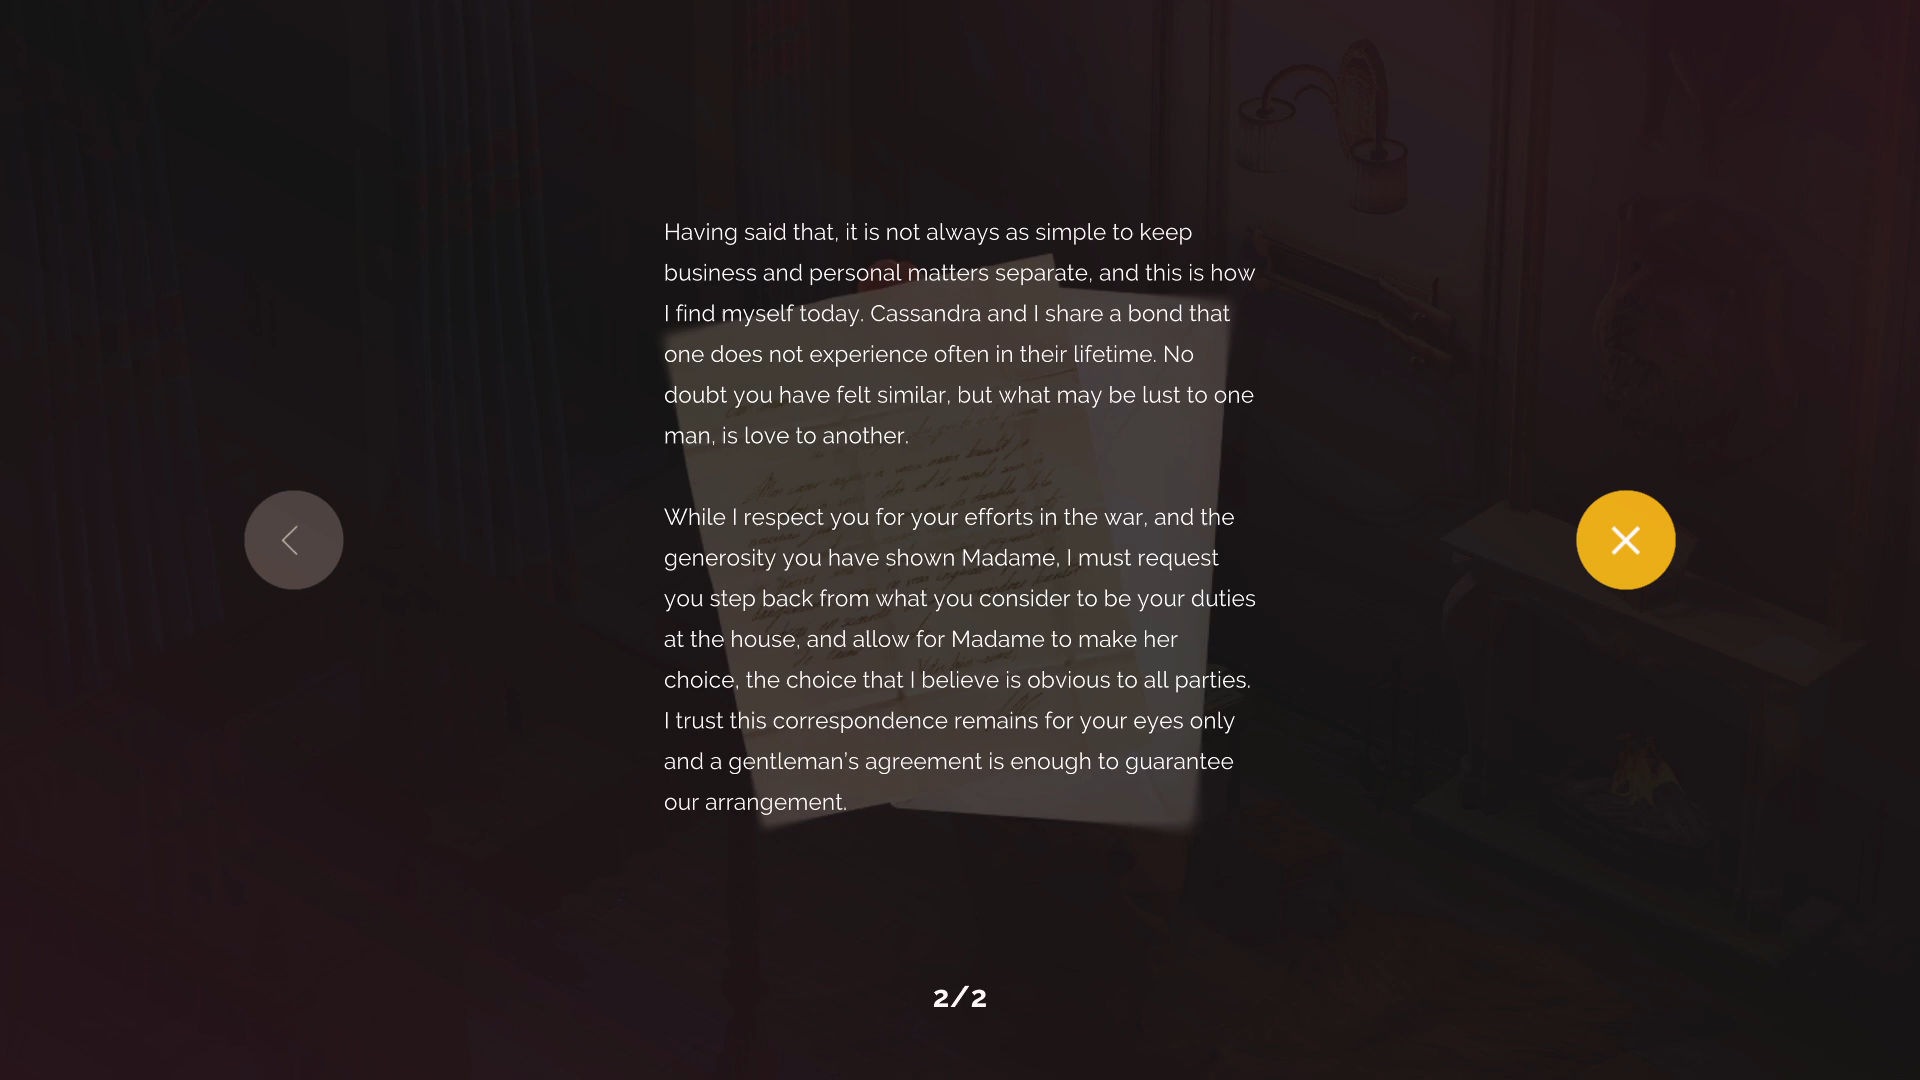 Having said that, it is not always as simple to keep
business and personal matters separate, and this is how
I find myself today. Cassandra and I share a bond that
one does not experience often in their lifetime. No
doubt you have felt similar, but what may be lust to one
man, is love to another.
While I respect you for your efforts in the war, and the
generosity you have shown Madame, I must request
you step back from what you consider to be your duties
at the house, and allow for Madame to make her
choice, the choice that I believe is obvious to all parties.
I trust this correspondence remains for your eyes only
and a gentleman's agreement is enough to guarantee
our arrangement.
2/2